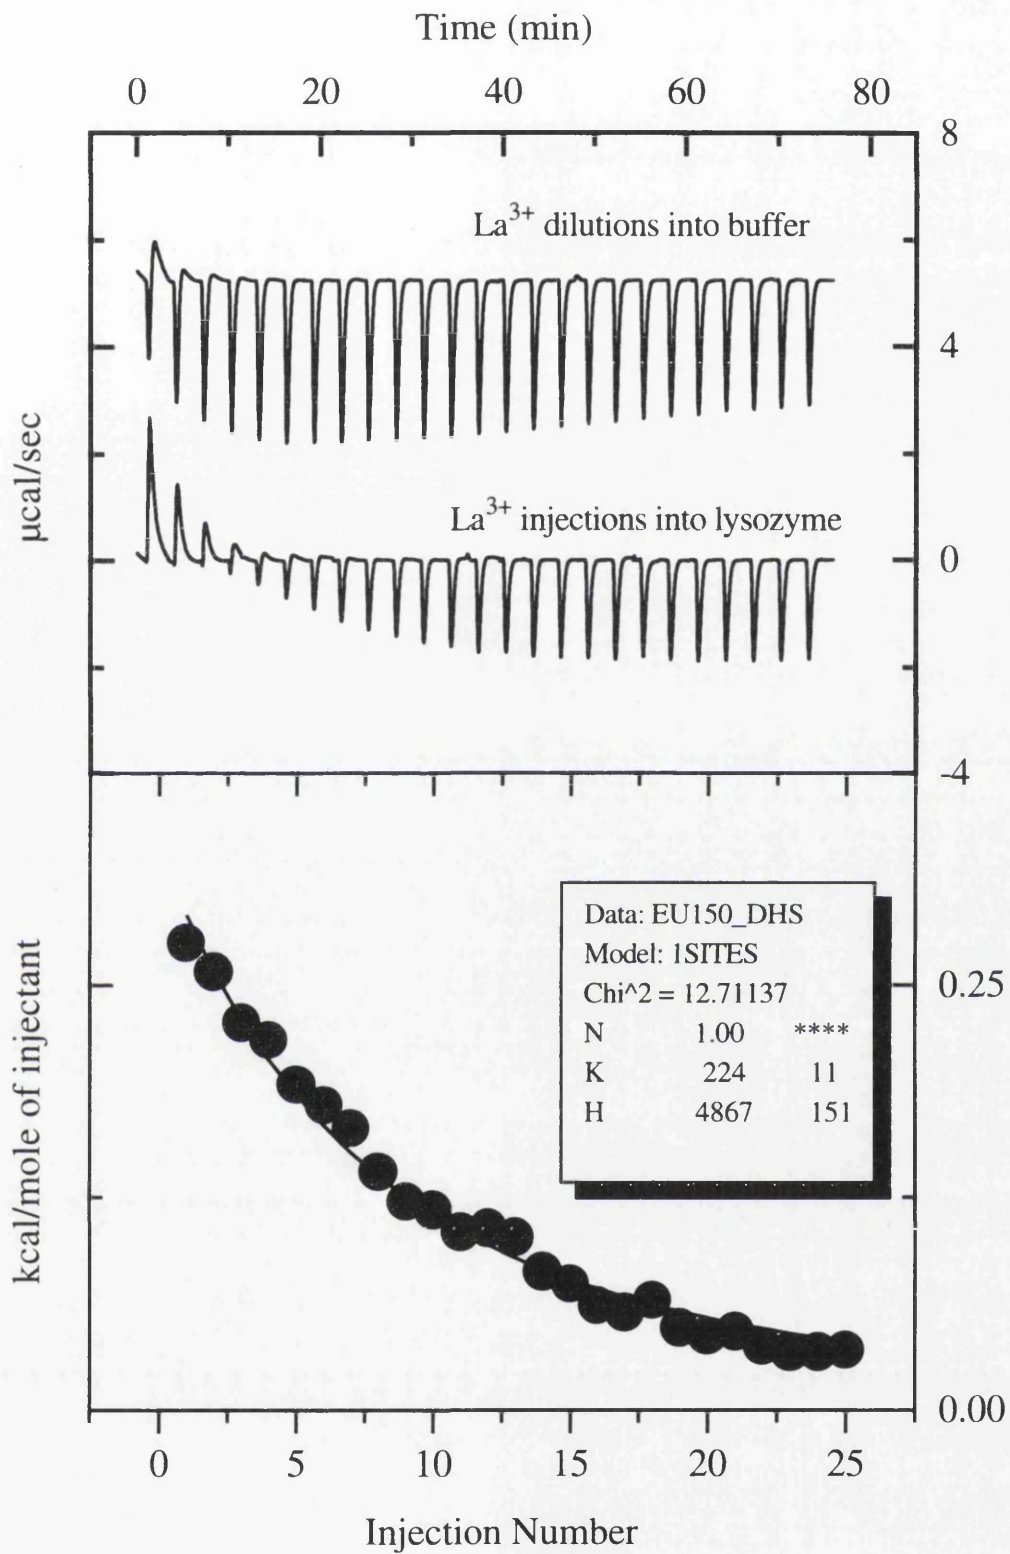 Time (min)
0 20 40 60 80
8
La³⁺ dilutions into buffer
4
µcal/sec
La³⁺ injections into lysozyme
0
-4
Data: EU150_DHS
Model: 1SITES
Chi^2 = 12.71137
N 1.00 ****
K 224 11
H 4867 151
0.25
kcal/mole of injectant
0.00
0 5 10 15 20 25
Injection Number